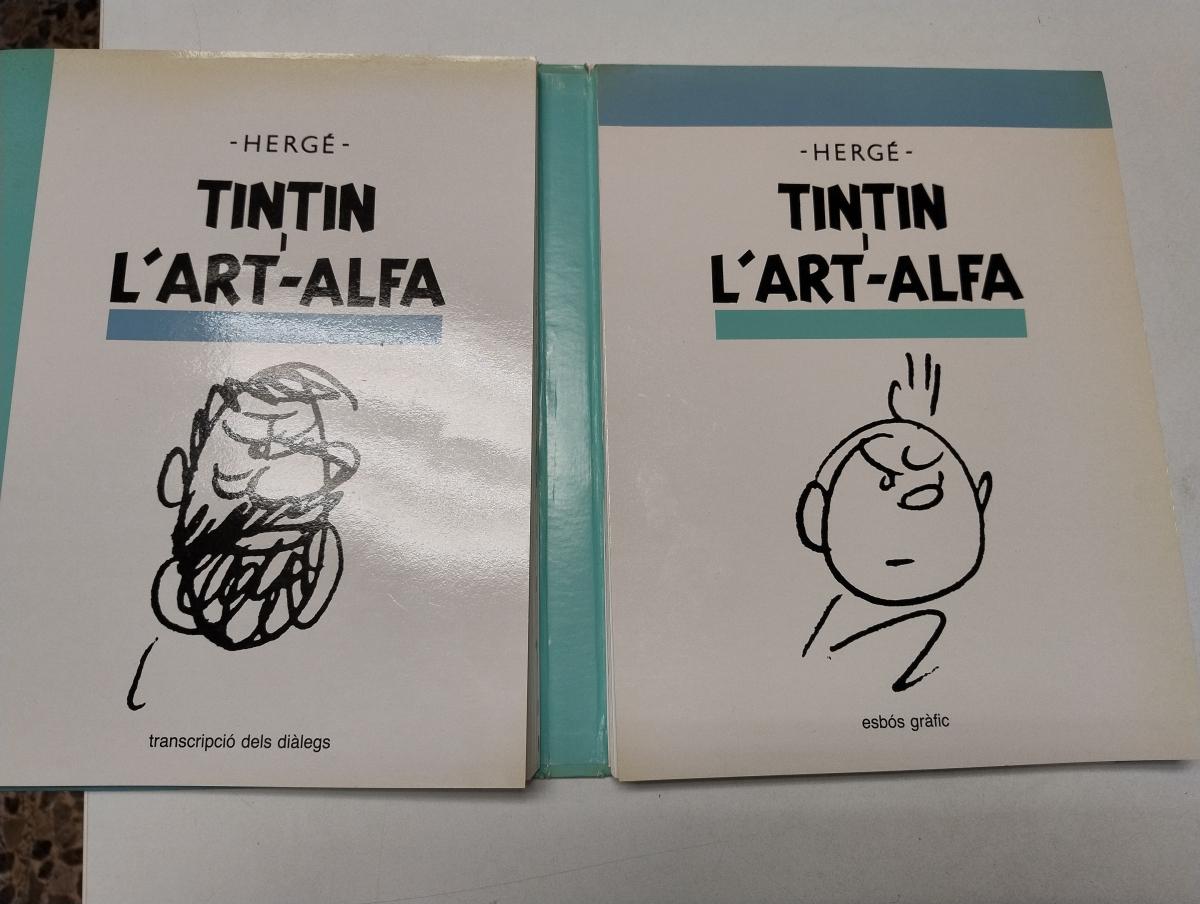 -HERGÉ-
TINTIN
I
L'ART-ALFA
transcripció dels diàlegs
-HERGÉ-
TINTIN
I
L'ART-ALFA
esbós gràfic